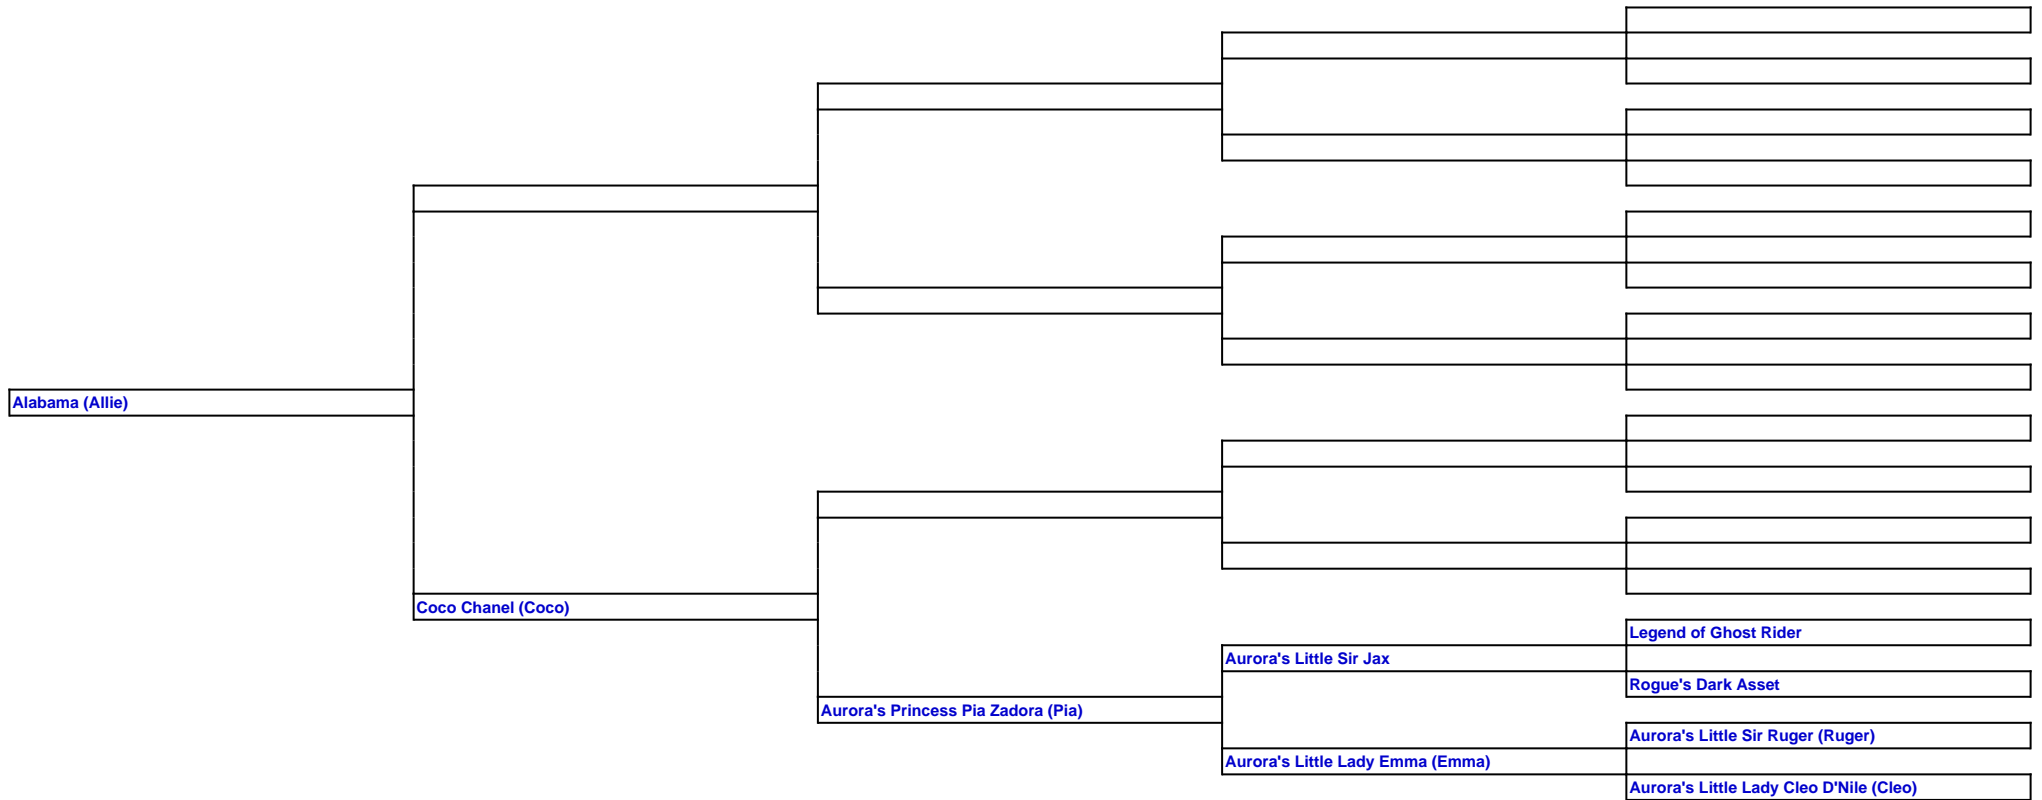 Alabama (Allie)
Coco Chanel (Coco)
Aurora's Princess Pia Zadora (Pia)
Aurora's Little Sir Jax
Aurora's Little Lady Emma (Emma)
Legend of Ghost Rider
Rogue's Dark Asset
Aurora's Little Sir Ruger (Ruger)
Aurora's Little Lady Cleo D'Nile (Cleo)